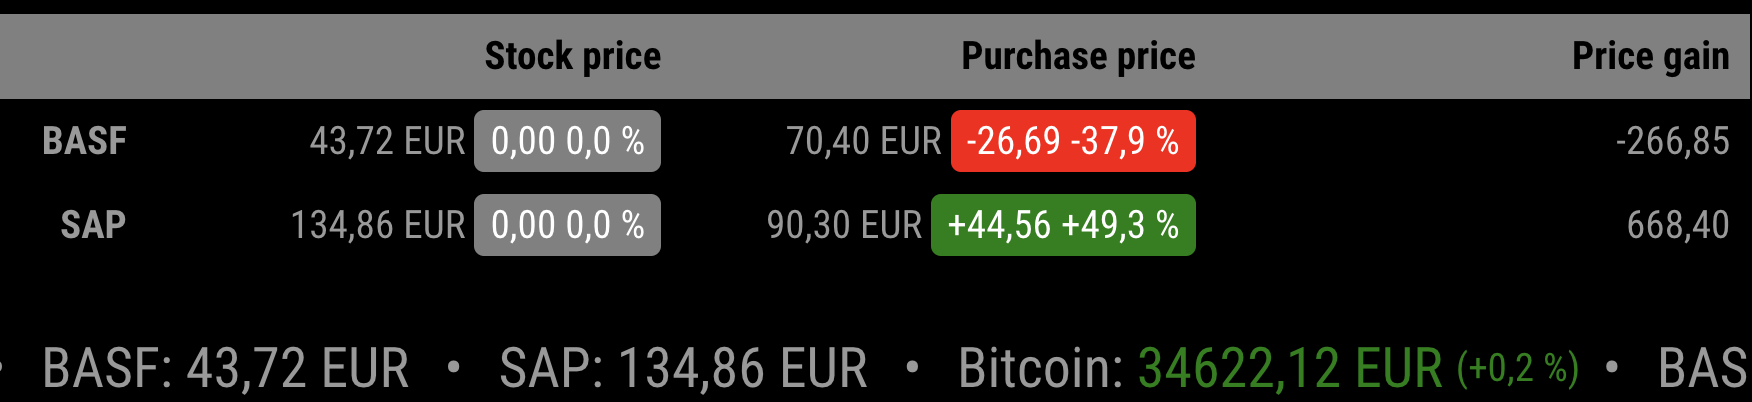 Stock price Purchase price Price gain
BASF 43,72 EUR 0,00 0,0 % 70,40 EUR -26,69 -37,9 % -266,85
SAP 134,86 EUR 0,00 0,0 % 90,30 EUR +44,56 +49,3 % 668,40
• BASF: 43,72 EUR • SAP: 134,86 EUR • Bitcoin: 34622,12 EUR (+0,2 %) • BAS